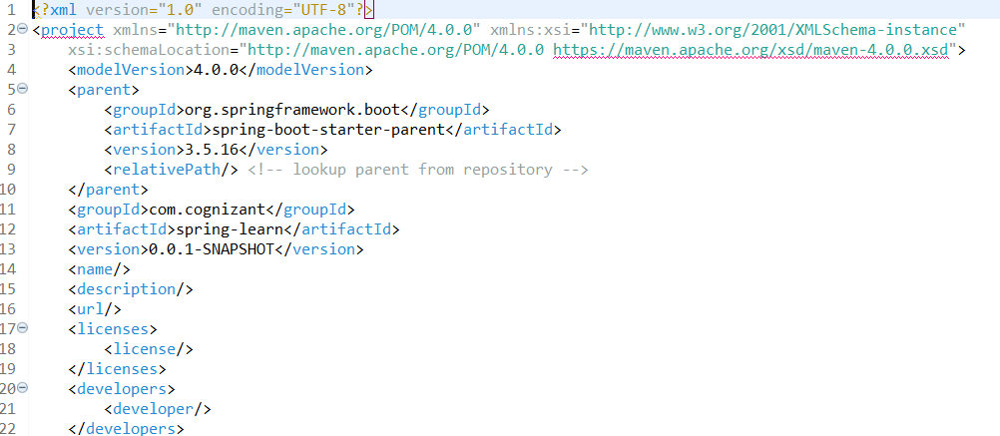 1 <?xml version="1.0" encoding="UTF-8"?>
2 <project xmlns="http://maven.apache.org/POM/4.0.0" xmlns:xsi="http://www.w3.org/2001/XMLSchema-instance"
3     xsi:schemaLocation="http://maven.apache.org/POM/4.0.0 https://maven.apache.org/xsd/maven-4.0.0.xsd">
4     <modelVersion>4.0.0</modelVersion>
5     <parent>
6         <groupId>org.springframework.boot</groupId>
7         <artifactId>spring-boot-starter-parent</artifactId>
8         <version>3.5.16</version>
9         <relativePath/> <!-- lookup parent from repository -->
10     </parent>
11     <groupId>com.cognizant</groupId>
12     <artifactId>spring-learn</artifactId>
13     <version>0.0.1-SNAPSHOT</version>
14     <name/>
15     <description/>
16     <url/>
17     <licenses>
18         <license/>
19     </licenses>
20     <developers>
21         <developer/>
22     </developers>